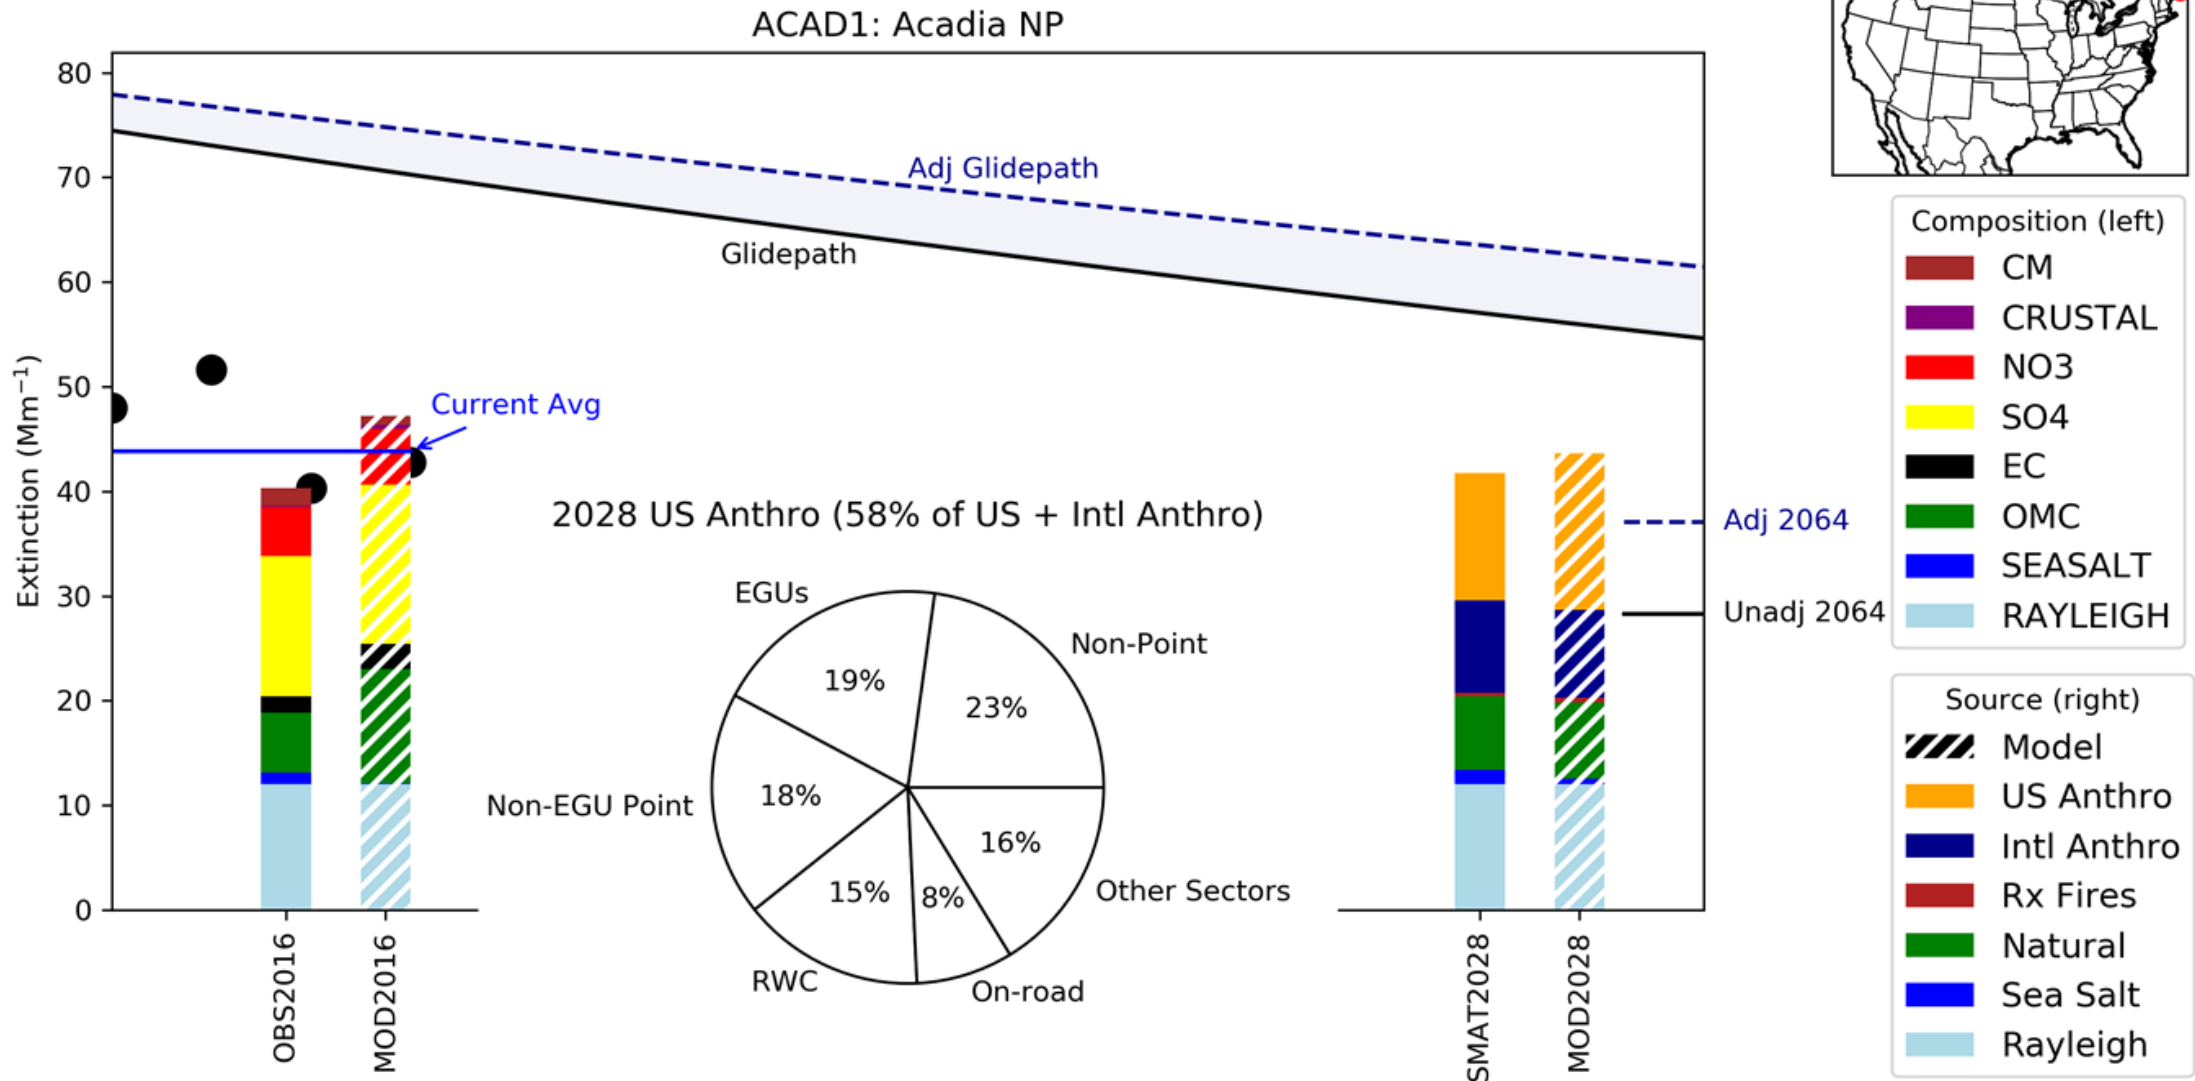 ACAD1: Acadia NP
80
70
60
50
40
30
20
10
0
Extinction (Mm⁻¹)
Adj Glidepath
Glidepath
Current Avg
2028 US Anthro (58% of US + Intl Anthro)
EGUs
19%
Non-Point
23%
Non-EGU Point
18%
16%
Other Sectors
15%
8%
RWC
On-road
OBS2016
MOD2016
SMAT2028
MOD2028
Adj 2064
Unadj 2064
Composition (left)
CM
CRUSTAL
NO3
SO4
EC
OMC
SEASALT
RAYLEIGH
Source (right)
Model
US Anthro
Intl Anthro
Rx Fires
Natural
Sea Salt
Rayleigh